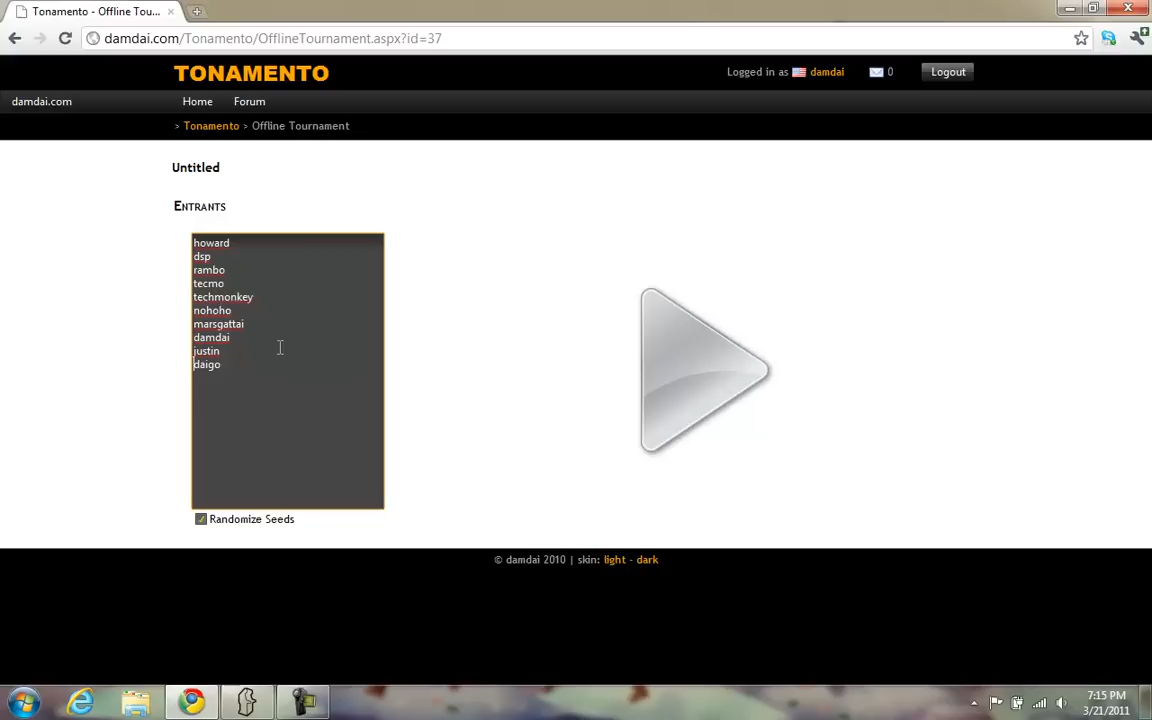 Tonamento - Offline Tou...
damdai.com/Tonamento/OfflineTournament.aspx?id=37
TONAMENTO
Logged in as damdai 0 Logout
damdai.com Home Forum
> Tonamento > Offline Tournament
Untitled
ENTRANTS
howard
dsp
rambo
tecmo
techmonkey
nohoho
marsgattai
damdai
justin
daigo
Randomize Seeds
© damdai 2010 | skin: light - dark
7:15 PM
3/21/2011